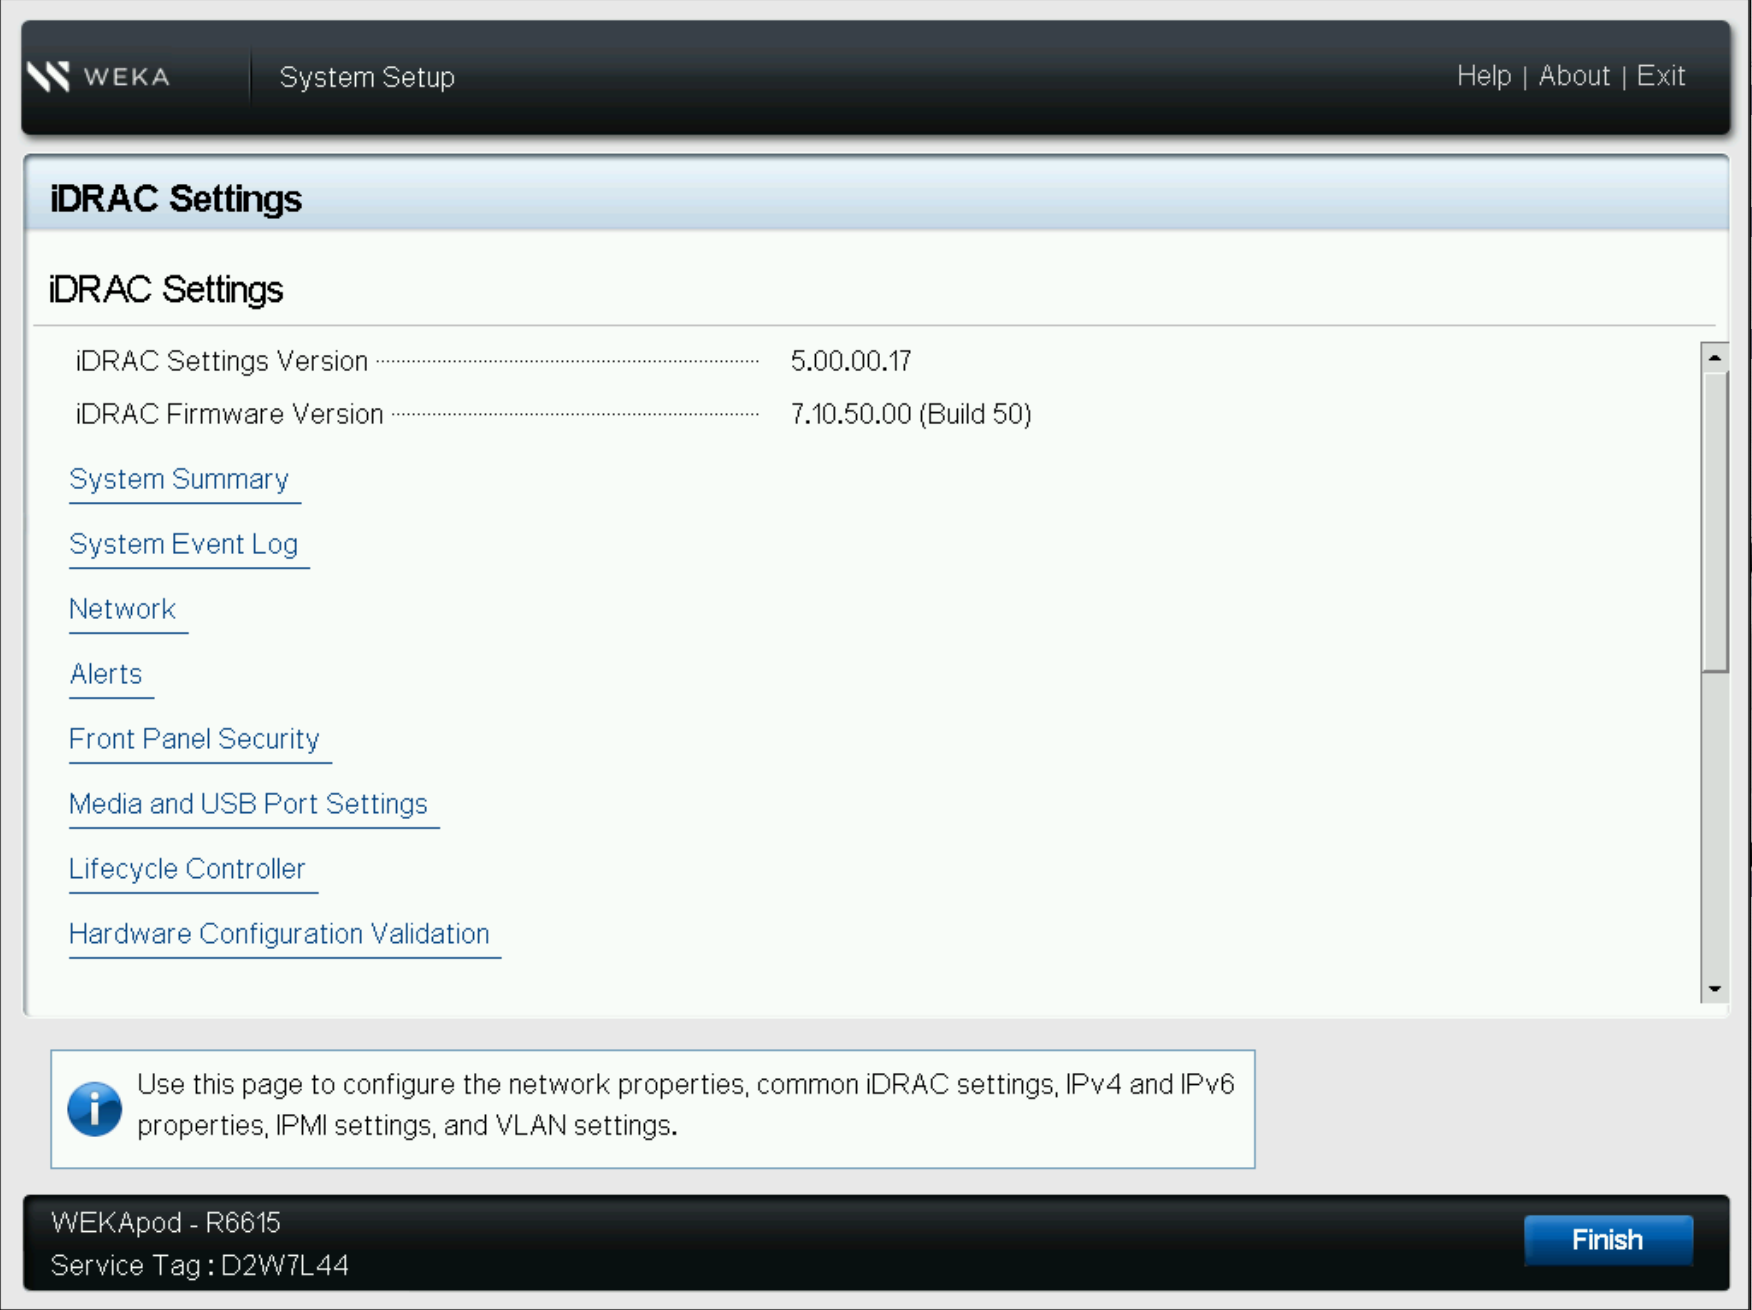 WEKA
System Setup
Help | About | Exit
iDRAC Settings
iDRAC Settings
iDRAC Settings Version 5.00.00.17
iDRAC Firmware Version 7.10.50.00 (Build 50)
System Summary
System Event Log
Network
Alerts
Front Panel Security
Media and USB Port Settings
Lifecycle Controller
Hardware Configuration Validation
Use this page to configure the network properties, common iDRAC settings, IPv4 and IPv6
properties, IPMI settings, and VLAN settings.
WEKApod - R6615
Service Tag : D2W7L44
Finish